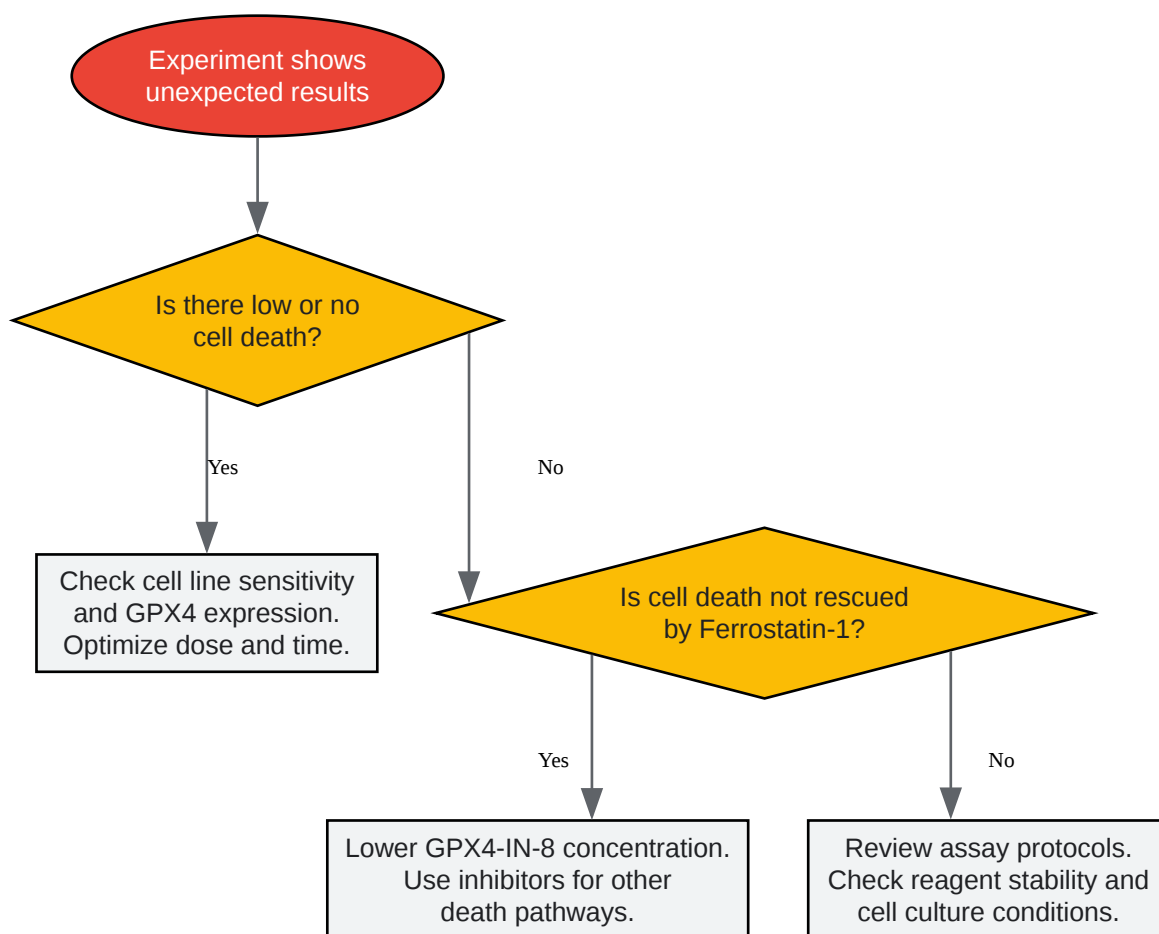 Experiment shows
unexpected results
Is there low or no
cell death?
Yes
No
Check cell line sensitivity
and GPX4 expression.
Optimize dose and time.
Is cell death not rescued
by Ferrostatin-1?
Yes
No
Lower GPX4-IN-8 concentration.
Use inhibitors for other
death pathways.
Review assay protocols.
Check reagent stability and
cell culture conditions.